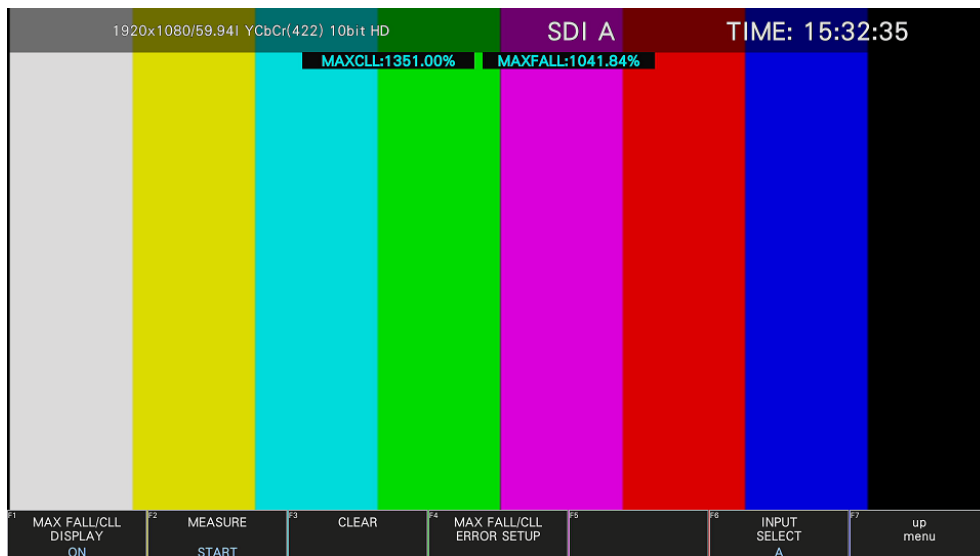 1920x1080/59.94I YCbCr(422) 10bit HD SDI A TIME: 15:32:35
MAXCLL:1351.00% MAXFALL:1041.84%
F1 MAX FALL/CLL
DISPLAY
ON
F2 MEASURE
START
F3 CLEAR
F4 MAX FALL/CLL
ERROR SETUP
F5
F6 INPUT
SELECT
A
F7 up
menu